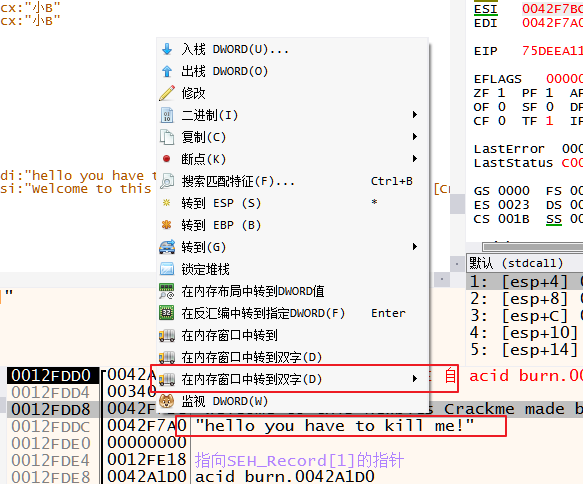 cx:"小B"
cx:"小B"
di:"hello you have t
si:"Welcome to this
[Cr
"
入栈 DWORD(U)...
出栈 DWORD(O)
修改
二进制(I)
复制(C)
断点(K)
搜索匹配特征(F)... Ctrl+B
转到 ESP (S) *
转到 EBP (B)
转到(G)
锁定堆栈
在内存布局中转到DWORD值
在反汇编中转到指定DWORD(F) Enter
在内存窗口中转到
在内存窗口中转到双字(D)
在内存窗口中转到双字(D)
监视 DWORD(W)
ESI 0042F7BC
EDI 0042F7A0
EIP 75DEEA11
EFLAGS 00000
ZF 1 PF 1 AF
OF 0 SF 0 DF
CF 0 TF 1 IF
LastError 000
LastStatus C00
GS 0000 FS 00
ES 0023 DS 00
CS 001B SS 00
默认 (stdcall)
1: [esp+4] 0
2: [esp+8] 0
3: [esp+C] 0
4: [esp+10]
5: [esp+14]
0012FDD0 0042A 自 acid burn.0042
0012FDD4 00340
0012FDD8 0042F Crackme made b
0012FDDC 0042F7A0 "hello you have to kill me!"
0012FDE0 00000000
0012FDE4 0012FE18 指向SEH_Record[1]的指针
0012FDE8 0042A1D0 acid burn.0042A1D0